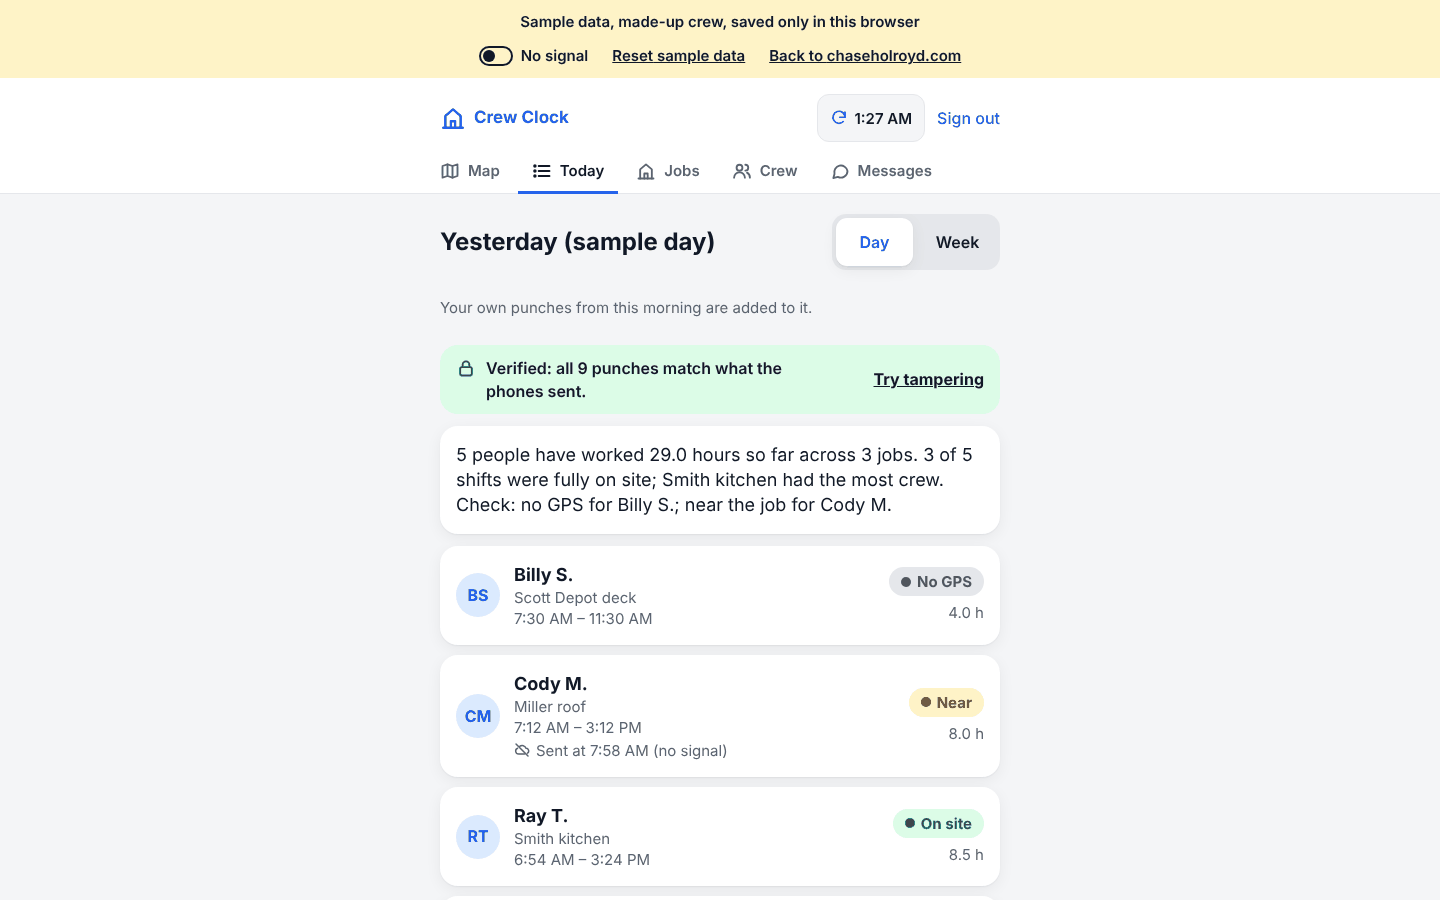 Sample data, made-up crew, saved only in this browser
No signal Reset sample data Back to chaseholroyd.com
Crew Clock 1:27 AM Sign out
Map Today Jobs Crew Messages
Yesterday (sample day) Day Week
Your own punches from this morning are added to it.
Verified: all 9 punches match what the
phones sent.
Try tampering
5 people have worked 29.0 hours so far across 3 jobs. 3 of 5
shifts were fully on site; Smith kitchen had the most crew.
Check: no GPS for Billy S.; near the job for Cody M.
BS
Billy S.
Scott Depot deck
7:30 AM – 11:30 AM
No GPS
4.0 h
CM
Cody M.
Miller roof
7:12 AM – 3:12 PM
Sent at 7:58 AM (no signal)
Near
8.0 h
RT
Ray T.
Smith kitchen
6:54 AM – 3:24 PM
On site
8.5 h